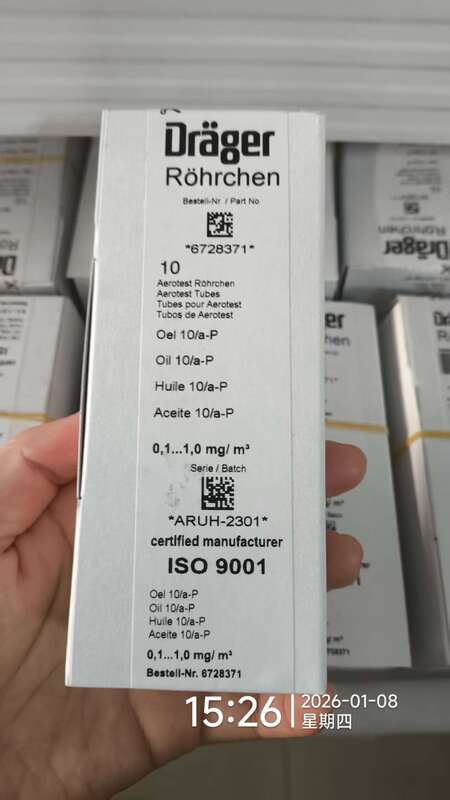 Dräger
Röhrchen
Bestell-Nr. / Part No.
*6728371*
10
Aerotest Röhrchen
Aerotest Tubes
Tubes pour Aerotest
Tubos de Aerotest
Oel 10/a-P
Oil 10/a-P
Huile 10/a-P
Aceite 10/a-P
0,1...1,0 mg/ m³
Serie / Batch
*ARUH-2301*
certified manufacturer
ISO 9001
Oel 10/a-P
Oil 10/a-P
Huile 10/a-P
Aceite 10/a-P
0,1...1,0 mg/ m³
Bestell-Nr. 6728371
Dräger
Röhrchen
Dräger
15:26
2026-01-08
星期四